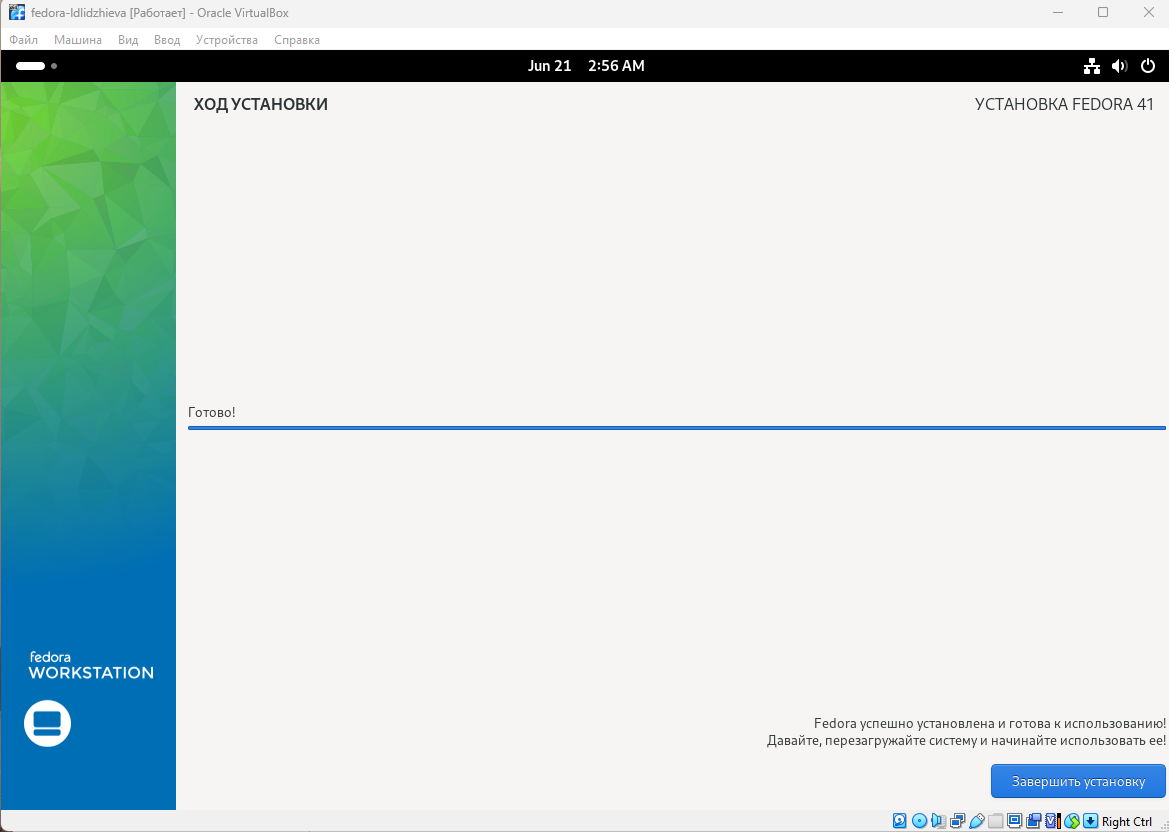 fedora-ldlidzhieva [Работает] - Oracle VirtualBox
Файл Машина Вид Ввод Устройства Справка
Jun 21 2:56 AM
ХОД УСТАНОВКИ
УСТАНОВКА FEDORA 41
Готово!
fedora
WORKSTATION
Fedora успешно установлена и готова к использованию!
Давайте, перезагружайте систему и начинайте использовать ее!
Завершить установку
Right Ctrl